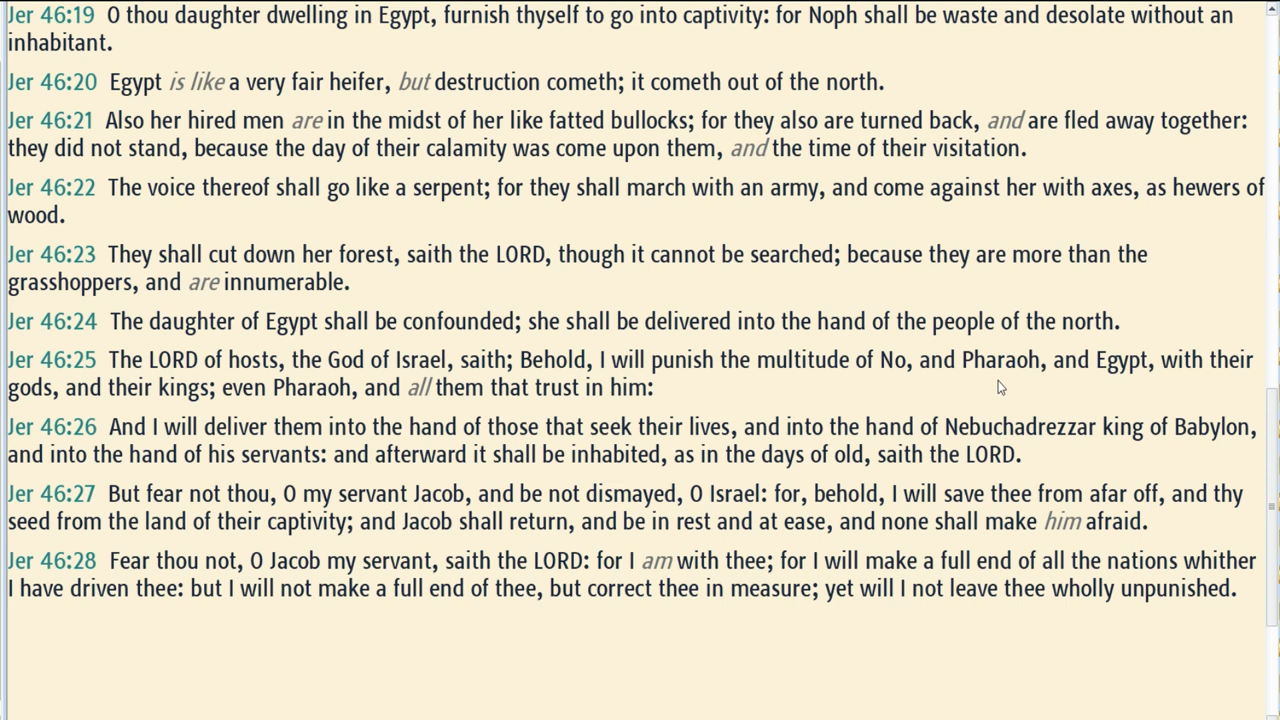 Jer 46:19 O thou daughter dwelling in Egypt, furnish thyself to go into captivity: for Noph shall be waste and desolate without an
inhabitant.
Jer 46:20 Egypt is like a very fair heifer, but destruction cometh; it cometh out of the north.
Jer 46:21 Also her hired men are in the midst of her like fatted bullocks; for they also are turned back, and are fled away together:
they did not stand, because the day of their calamity was come upon them, and the time of their visitation.
Jer 46:22 The voice thereof shall go like a serpent; for they shall march with an army, and come against her with axes, as hewers of
wood.
Jer 46:23 They shall cut down her forest, saith the LORD, though it cannot be searched; because they are more than the
grasshoppers, and are innumerable.
Jer 46:24 The daughter of Egypt shall be confounded; she shall be delivered into the hand of the people of the north.
Jer 46:25 The LORD of hosts, the God of Israel, saith; Behold, I will punish the multitude of No, and Pharaoh, and Egypt, with their
gods, and their kings; even Pharaoh, and all them that trust in him:
Jer 46:26 And I will deliver them into the hand of those that seek their lives, and into the hand of Nebuchadrezzar king of Babylon,
and into the hand of his servants: and afterward it shall be inhabited, as in the days of old, saith the LORD.
Jer 46:27 But fear not thou, O my servant Jacob, and be not dismayed, O Israel: for, behold, I will save thee from afar off, and thy
seed from the land of their captivity; and Jacob shall return, and be in rest and at ease, and none shall make him afraid.
Jer 46:28 Fear thou not, O Jacob my servant, saith the LORD: for I am with thee; for I will make a full end of all the nations whither
I have driven thee: but I will not make a full end of thee, but correct thee in measure; yet will I not leave thee wholly unpunished.